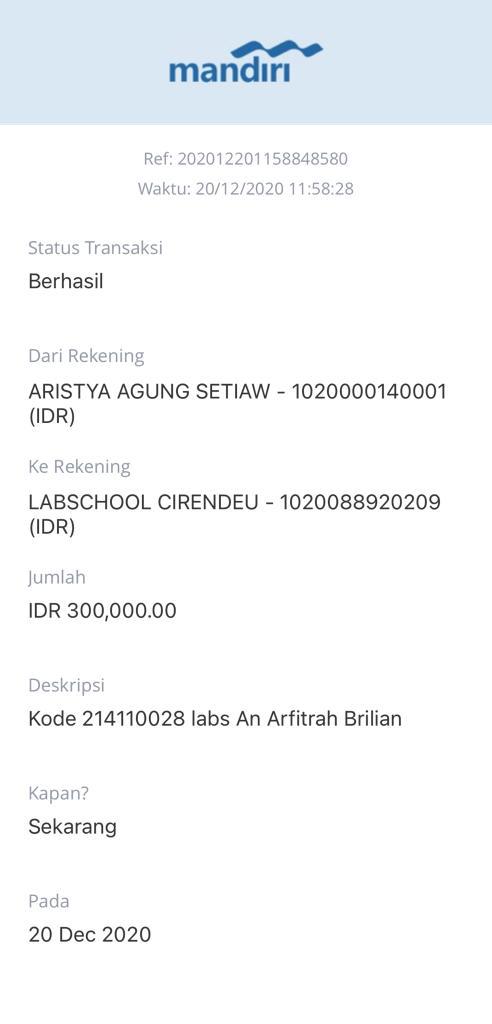 mandırı
Ref: 202012201158848580
Waktu: 20/12/2020 11:58:28
Status Transaksi
Berhasil
Dari Rekening
ARISTYA AGUNG SETIAW - 1020000140001
(IDR)
Ke Rekening
LABSCHOOL CIRENDEU - 1020088920209
(IDR)
Jumlah
IDR 300,000.00
Deskripsi
Kode 214110028 labs An Arfitrah Brilian
Kapan?
Sekarang
Pada
20 Dec 2020